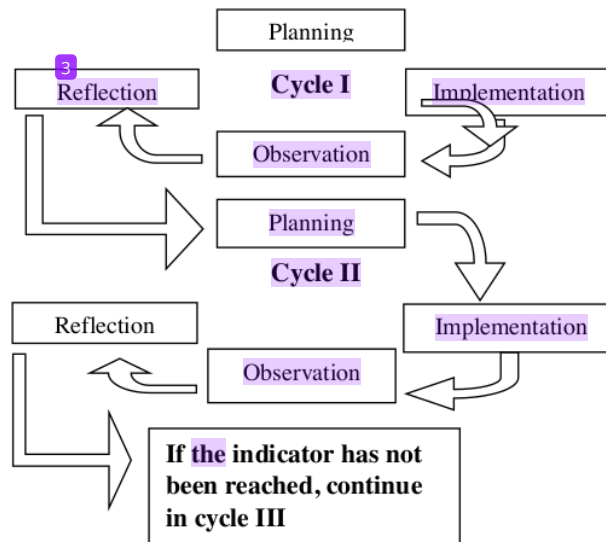 Planning
3
Reflection
Cycle I
Implementation
Observation
Planning
Cycle II
Reflection
Implementation
Observation
If the indicator has not
been reached, continue
in cycle III